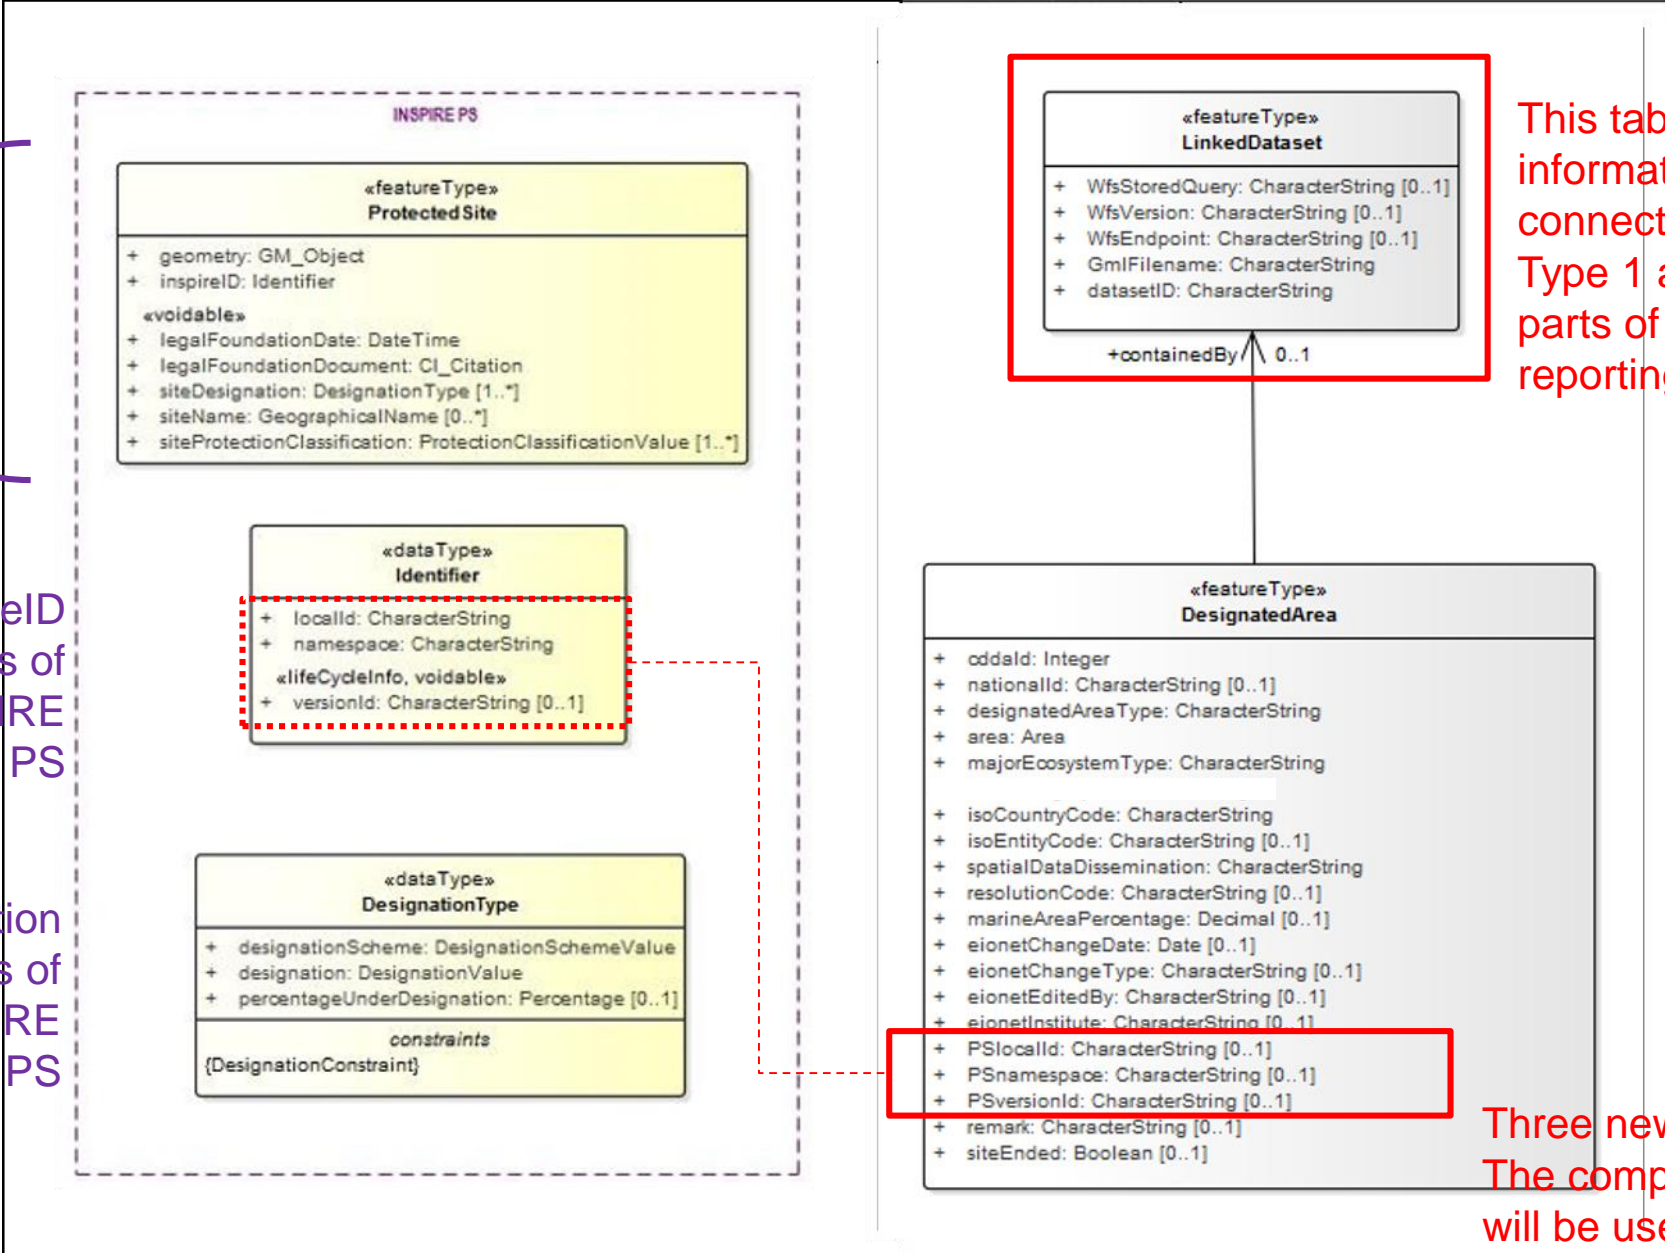 INSPIRE PS
«featureType»
ProtectedSite
+ geometry: GM_Object
+ inspireID: Identifier
«voidable»
+ legalFoundationDate: DateTime
+ legalFoundationDocument: CI_Citation
+ siteDesignation: DesignationType [1..*]
+ siteName: GeographicalName [0..*]
+ siteProtectionClassification: ProtectionClassificationValue [1..*]
«dataType»
Identifier
+ localId: CharacterString
+ namespace: CharacterString
«lifeCycleInfo, voidable»
+ versionId: CharacterString [0..1]
eID
s of
IRE
PS
«dataType»
DesignationType
+ designationScheme: DesignationSchemeValue
+ designation: DesignationValue
+ percentageUnderDesignation: Percentage [0..1]
constraints
{DesignationConstraint}
tion
s of
RE
PS
«featureType»
LinkedDataset
+ WfsStoredQuery: CharacterString [0..1]
+ WfsVersion: CharacterString [0..1]
+ WfsEndpoint: CharacterString [0..1]
+ GmlFilename: CharacterString
+ datasetID: CharacterString
+containedBy 0..1
This tab
informat
connect
Type 1 a
parts of
reporting
«featureType»
DesignatedArea
+ cddaId: Integer
+ nationalId: CharacterString [0..1]
+ designatedAreaType: CharacterString
+ area: Area
+ majorEcosystemType: CharacterString
+ isoCountryCode: CharacterString
+ isoEntityCode: CharacterString [0..1]
+ spatialDataDissemination: CharacterString
+ resolutionCode: CharacterString [0..1]
+ marineAreaPercentage: Decimal [0..1]
+ eionetChangeDate: Date [0..1]
+ eionetChangeType: CharacterString [0..1]
+ eionetEditedBy: CharacterString [0..1]
+ eionetInstitute: CharacterString [0..1]
+ PSlocalId: CharacterString [0..1]
+ PSnamespace: CharacterString [0..1]
+ PSversionId: CharacterString [0..1]
+ remark: CharacterString [0..1]
+ siteEnded: Boolean [0..1]
Three new
The comp
will be use